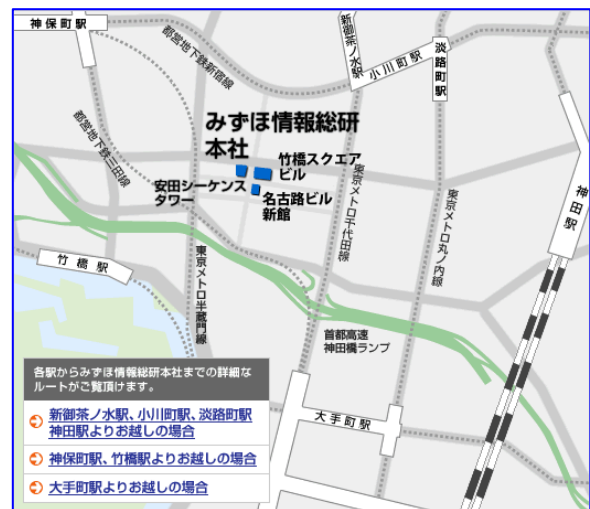 神保町駅
都営地下鉄新宿線
新御茶ノ水駅
小川町駅
淡路町駅
みずほ情報総研
本社
竹橋スクエア
ビル
安田シーケンス
タワー
名古路ビル
新館
都営地下鉄三田線
東京メトロ千代田線
東京メトロ丸ノ内線
神田駅
竹橋駅
東京メトロ半蔵門線
首都高速
神田橋ランプ
大手町駅
各駅からみずほ情報総研本社までの詳細な
ルートがご覧頂けます。
新御茶ノ水駅、小川町駅、淡路町駅
神田駅よりお越しの場合
神保町駅、竹橋駅よりお越しの場合
大手町駅よりお越しの場合